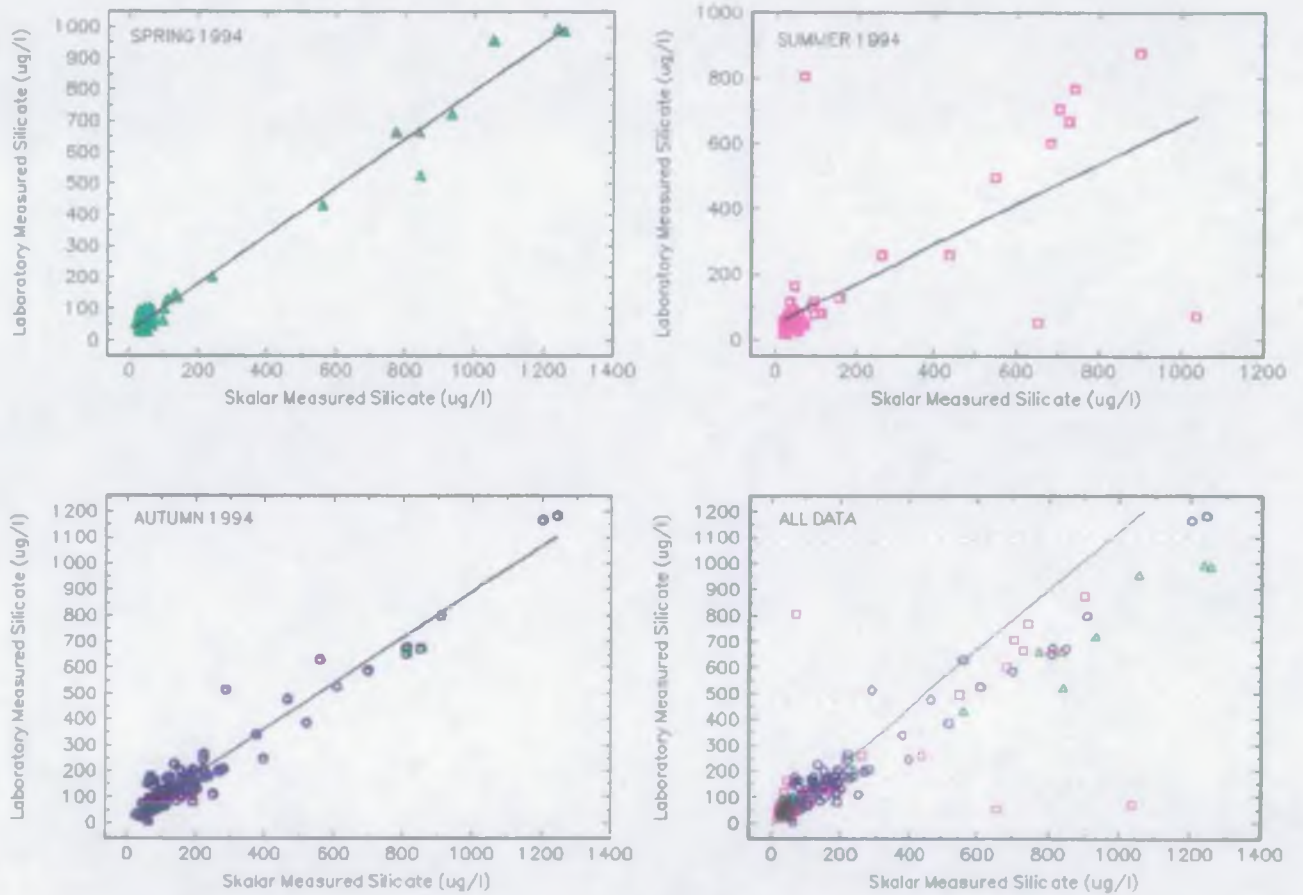 SPRING 1994
Laboratory Measured Silicate (ug/l)
1000
900
800
700
600
500
400
300
200
100
0
0 200 400 600 800 1000 1200 1400
Skalar Measured Silicate (ug/l)
SUMMER 1994
Laboratory Measured Silicate (ug/l)
1000
800
600
400
200
0
0 200 400 600 800 1000 1200
Skalar Measured Silicate (ug/l)
AUTUMN 1994
Laboratory Measured Silicate (ug/l)
1200
1100
1000
900
800
700
600
500
400
300
200
100
0
0 200 400 600 800 1000 1200 1400
Skalar Measured Silicate (ug/l)
ALL DATA
Laboratory Measured Silicate (ug/l)
1200
1100
1000
900
800
700
600
500
400
300
200
100
0
0 200 400 600 800 1000 1200 1400
Skalar Measured Silicate (ug/l)